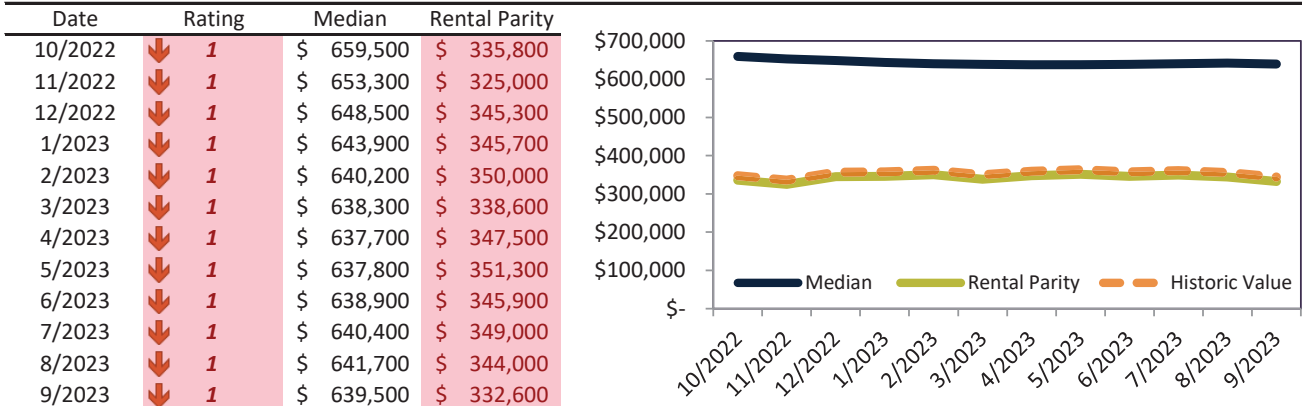 Date Rating Median Rental Parity
10/2022 1 $ 659,500 $ 335,800
11/2022 1 $ 653,300 $ 325,000
12/2022 1 $ 648,500 $ 345,300
1/2023 1 $ 643,900 $ 345,700
2/2023 1 $ 640,200 $ 350,000
3/2023 1 $ 638,300 $ 338,600
4/2023 1 $ 637,700 $ 347,500
5/2023 1 $ 637,800 $ 351,300
6/2023 1 $ 638,900 $ 345,900
7/2023 1 $ 640,400 $ 349,000
8/2023 1 $ 641,700 $ 344,000
9/2023 1 $ 639,500 $ 332,600
$700,000
$600,000
$500,000
$400,000
$300,000
$200,000
$100,000
$-
Median Rental Parity Historic Value
10/2022 11/2022 12/2022 1/2023 2/2023 3/2023 4/2023 5/2023 6/2023 7/2023 8/2023 9/2023